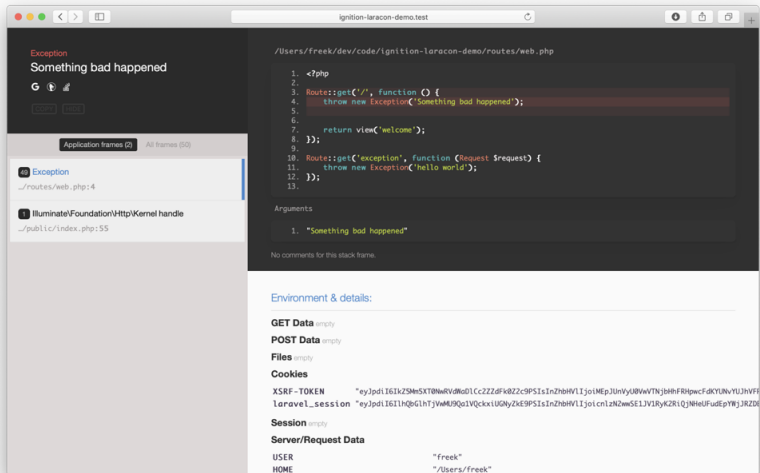 ignition-laracon-demo.test
Exception
Something bad happened
COPY HIDE
Application frames (2) All frames (50)
49 Exception
…/routes/web.php:4
1 Illuminate\Foundation\Http\Kernel handle
…/public/index.php:55
/Users/freek/dev/code/ignition-laracon-demo/routes/web.php
1. <?php
2.
3. Route::get('/', function () {
4. throw new Exception('Something bad happened');
5.
6.
7. return view('welcome');
8. });
9.
10. Route::get('exception', function (Request $request) {
11. throw new Exception('hello world');
12. });
13.
Arguments
1. "Something bad happened"
No comments for this stack frame.
Environment & details:
GET Data empty
POST Data empty
Files empty
Cookies
XSRF-TOKEN
laravel_session
Session empty
Server/Request Data
USER "freek"
HOME "/Users/freek"